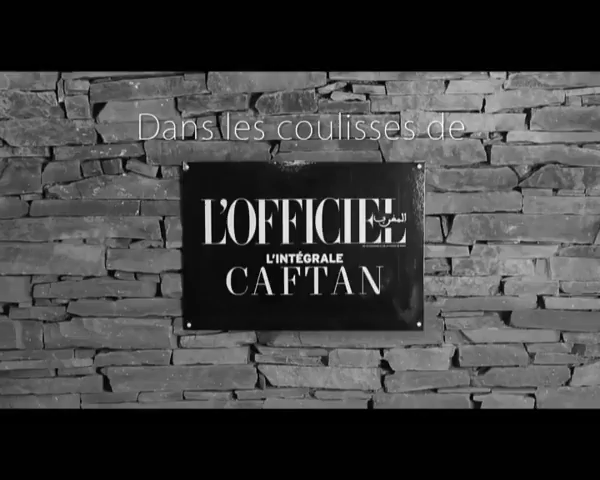 Dans les coulisses de
L'OFFICIEL المغرب
L'INTÉGRALE
CAFTAN